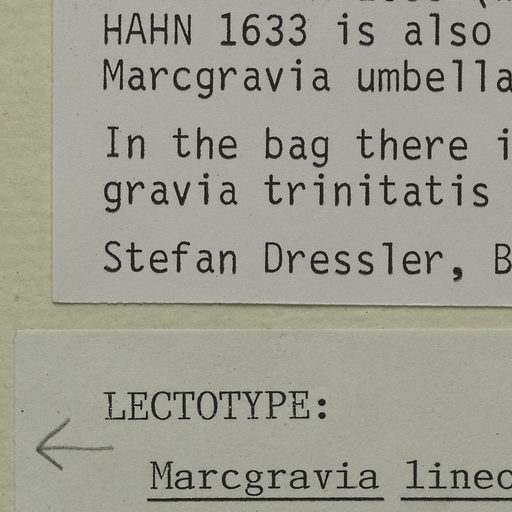 HAHN 1633 is also
Marcgravia umbella
In the bag there i
gravia trinitatis
Stefan Dressler, B
LECTOTYPE:
Marcgravia lineo